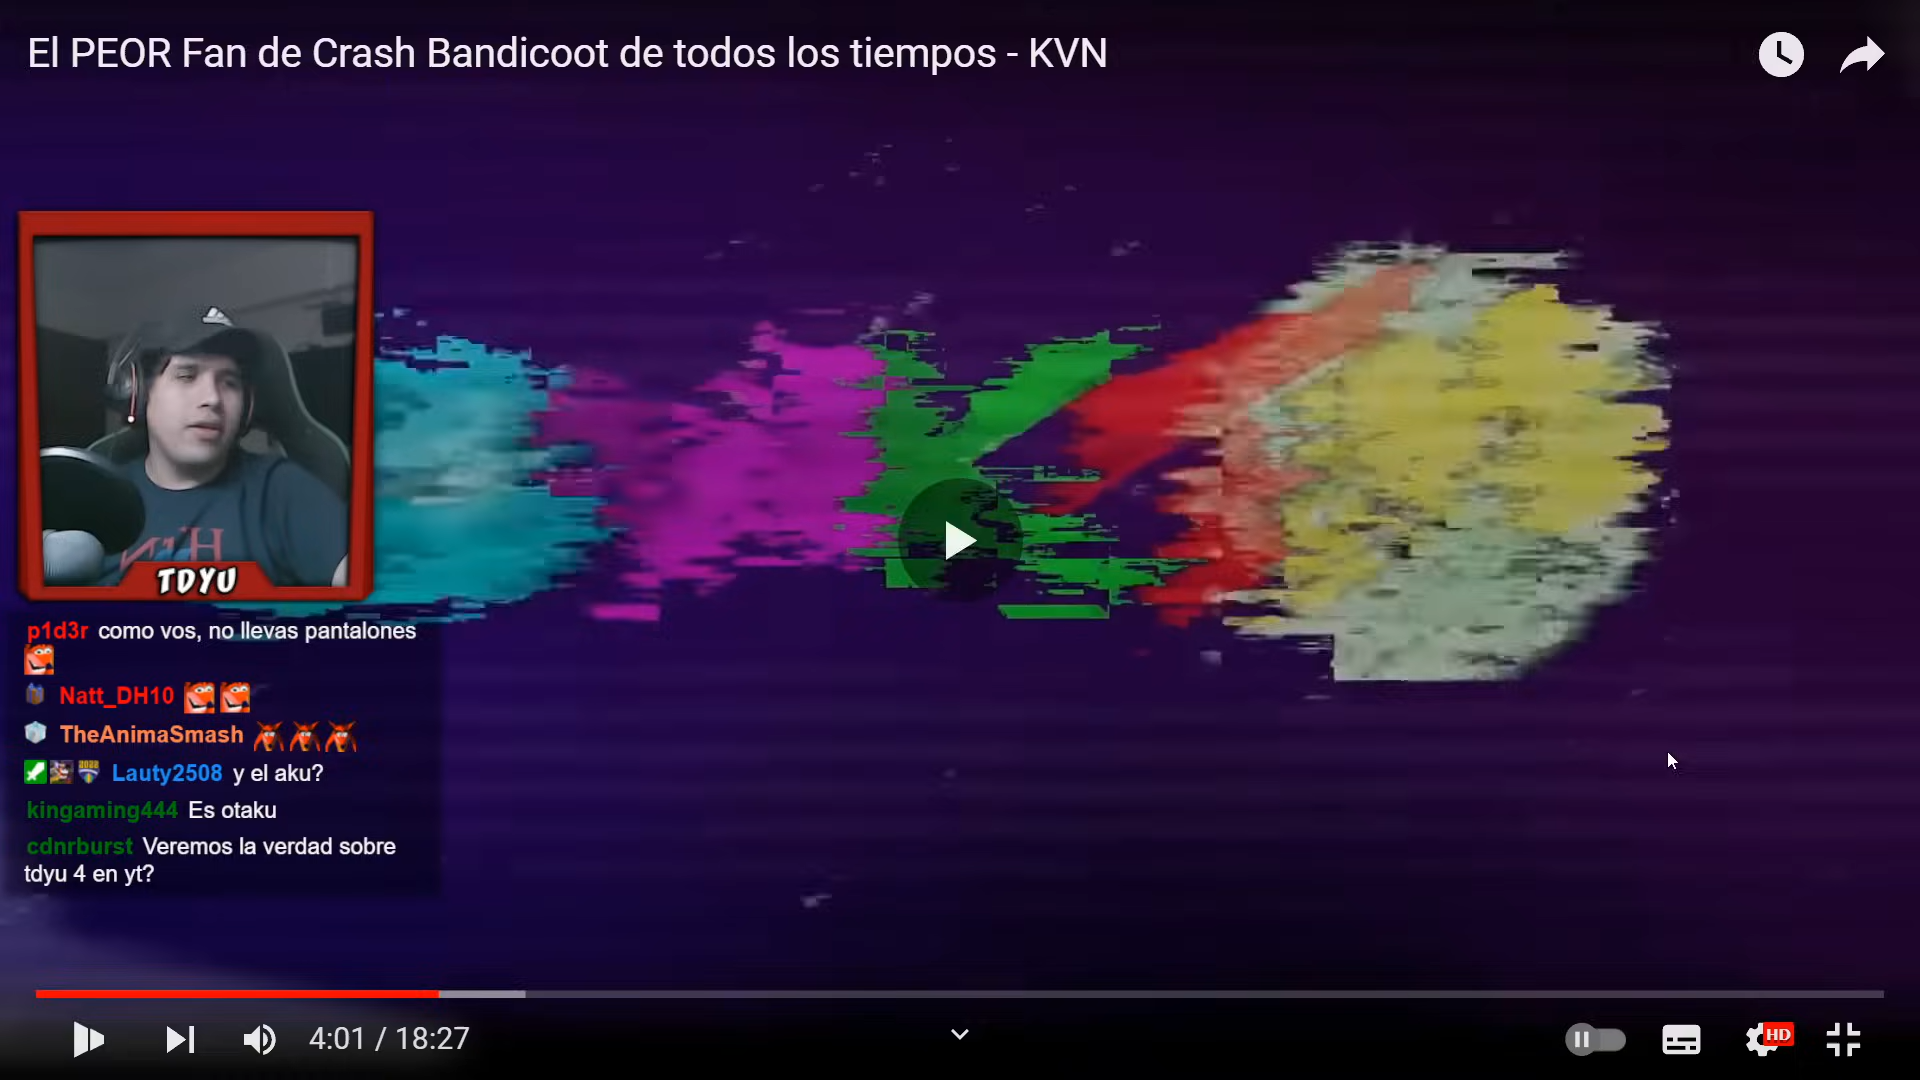 El PEOR Fan de Crash Bandicoot de todos los tiempos - KVN
TDYU
p1d3r como vos, no llevas pantalones
Natt_DH10
TheAnimaSmash
Lauty2508 y el aku?
kingaming444 Es otaku
cdnrburst Veremos la verdad sobre
tdyu 4 en yt?
4:01 / 18:27
HD